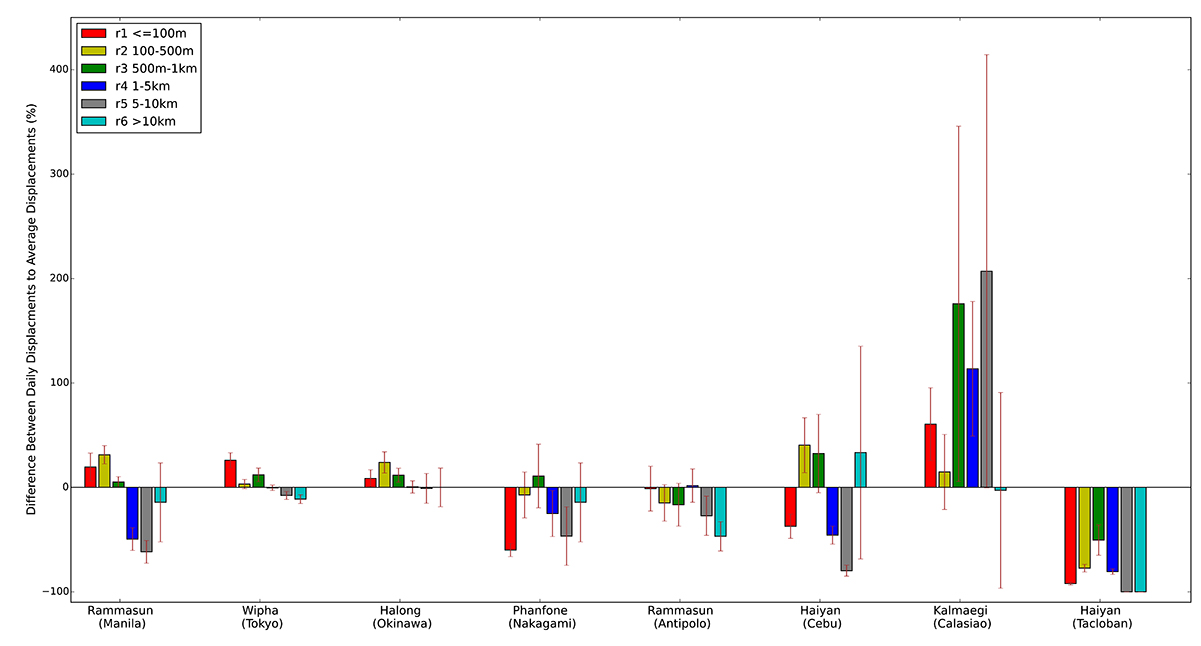 r1 <=100m
r2 100-500m
r3 500m-1km
r4 1-5km
r5 5-10km
r6 >10km
Difference Between Daily Displacments to Average Displacements (%)
400
300
200
100
0
−100
Rammasun (Manila)
Wipha (Tokyo)
Halong (Okinawa)
Phanfone (Nakagami)
Rammasun (Antipolo)
Haiyan (Cebu)
Kalmaegi (Calasiao)
Haiyan (Tacloban)